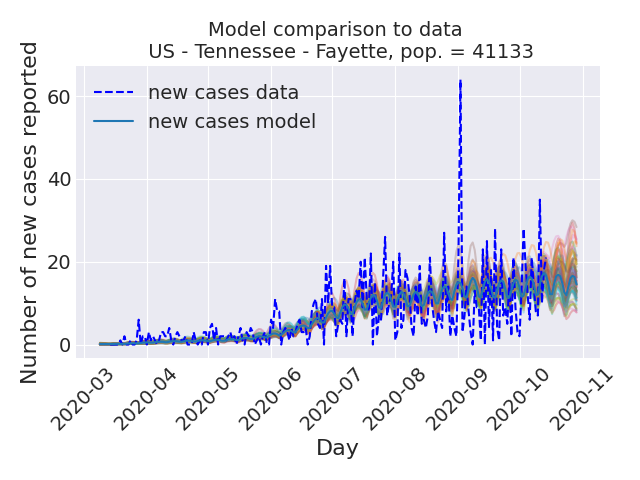 Model comparison to data
US - Tennessee - Fayette, pop. = 41133
Number of new cases reported
new cases data
new cases model
60
40
20
0
2020-03
2020-04
2020-05
2020-06
2020-07
2020-08
2020-09
2020-10
2020-11
Day